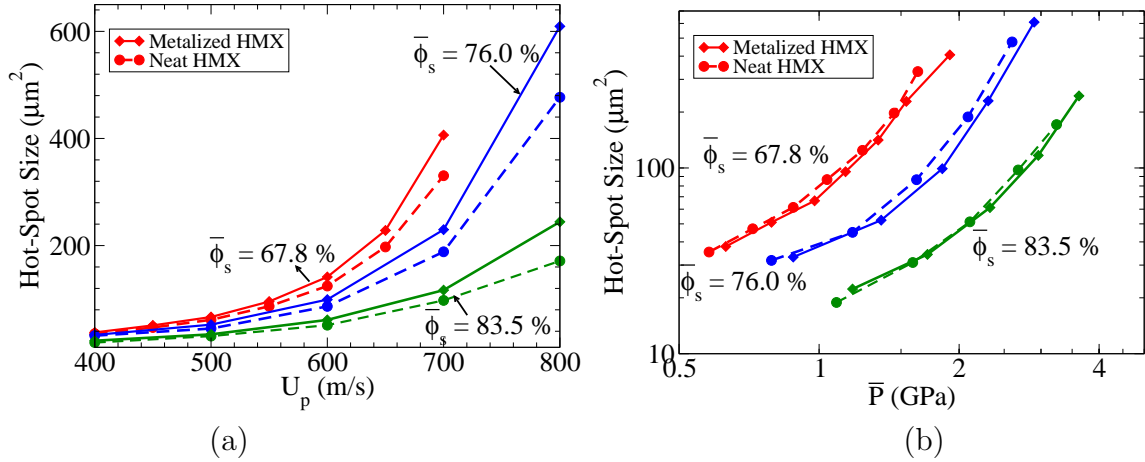 600
400
200
Hot-Spot Size (μm²)
Metalized HMX
Neat HMX
ϕ̅ₛ = 76.0 %
ϕ̅ₛ = 67.8 %
ϕ̅ₛ = 83.5 %
400 500 600 700 800
Uₚ (m/s)
(a)
100
10
Hot-Spot Size (μm²)
Metalized HMX
Neat HMX
ϕ̅ₛ = 67.8 %
ϕ̅ₛ = 76.0 %
ϕ̅ₛ = 83.5 %
0.5 1 2 4
P̅ (GPa)
(b)